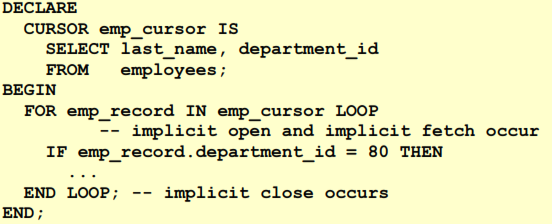 DECLARE
CURSOR emp_cursor IS
SELECT last_name, department_id
FROM employees;
BEGIN
FOR emp_record IN emp_cursor LOOP
-- implicit open and implicit fetch occur
IF emp_record.department_id = 80 THEN
...
END LOOP; -- implicit close occurs
END;